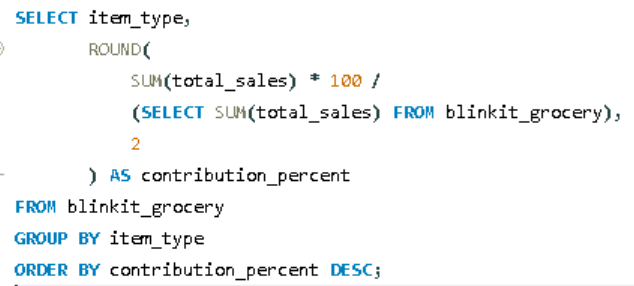 SELECT item_type,
ROUND(
SUM(total_sales) * 100 /
(SELECT SUM(total_sales) FROM blinkit_grocery),
2
) AS contribution_percent
FROM blinkit_grocery
GROUP BY item_type
ORDER BY contribution_percent DESC;